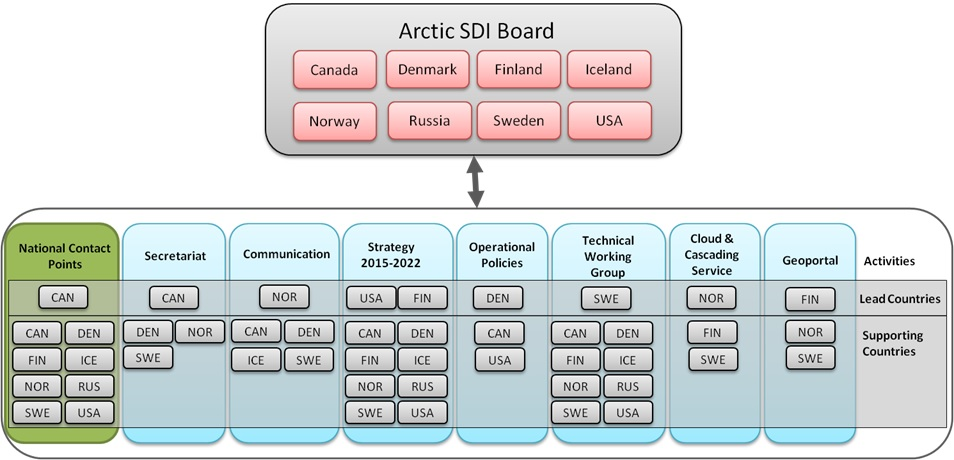 Arctic SDI Board
Canada Denmark Finland Iceland
Norway Russia Sweden USA
National Contact
Points
Secretariat
Communication
Strategy
2015-2022
Operational
Policies
Technical
Working
Group
Cloud &
Cascading
Service
Geoportal
Activities
CAN CAN NOR USA FIN DEN SWE NOR FIN Lead Countries
CAN DEN DEN NOR CAN DEN CAN DEN CAN CAN DEN FIN NOR Supporting
Countries
FIN ICE SWE ICE SWE FIN ICE USA FIN ICE SWE SWE
NOR RUS NOR RUS NOR RUS
SWE USA SWE USA SWE USA